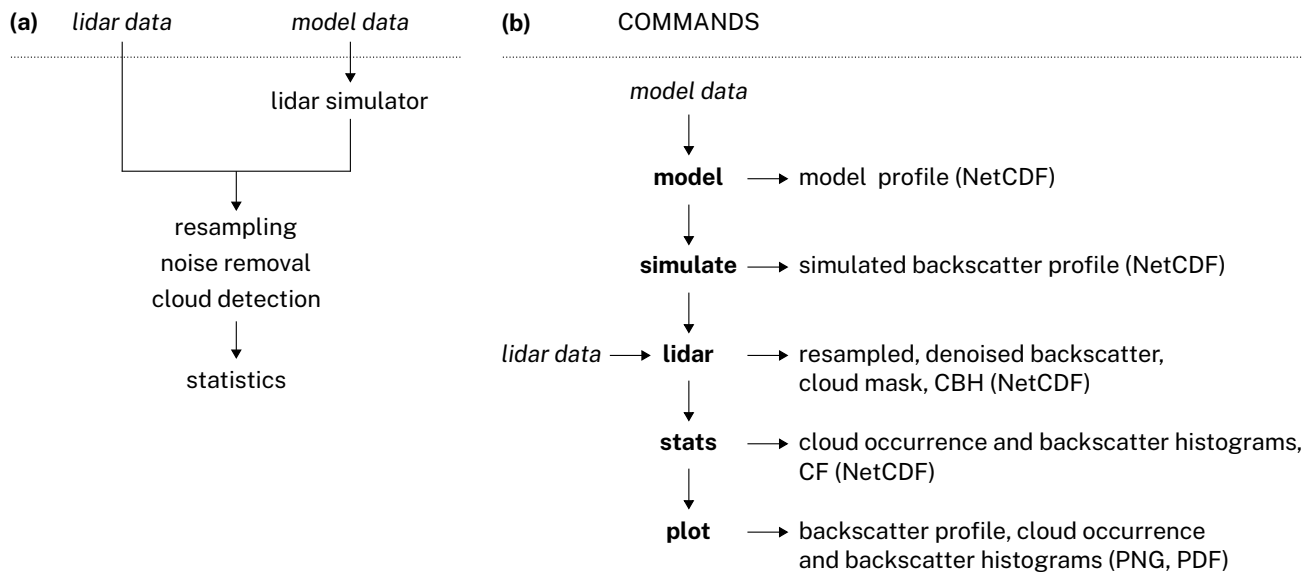 (a)
lidar data
model data
lidar simulator
resampling
noise removal
cloud detection
statistics
(b)
COMMANDS
model data
model
model profile (NetCDF)
simulate
simulated backscatter profile (NetCDF)
lidar data
lidar
resampled, denoised backscatter,
cloud mask, CBH (NetCDF)
stats
cloud occurrence and backscatter histograms,
CF (NetCDF)
plot
backscatter profile, cloud occurrence
and backscatter histograms (PNG, PDF)